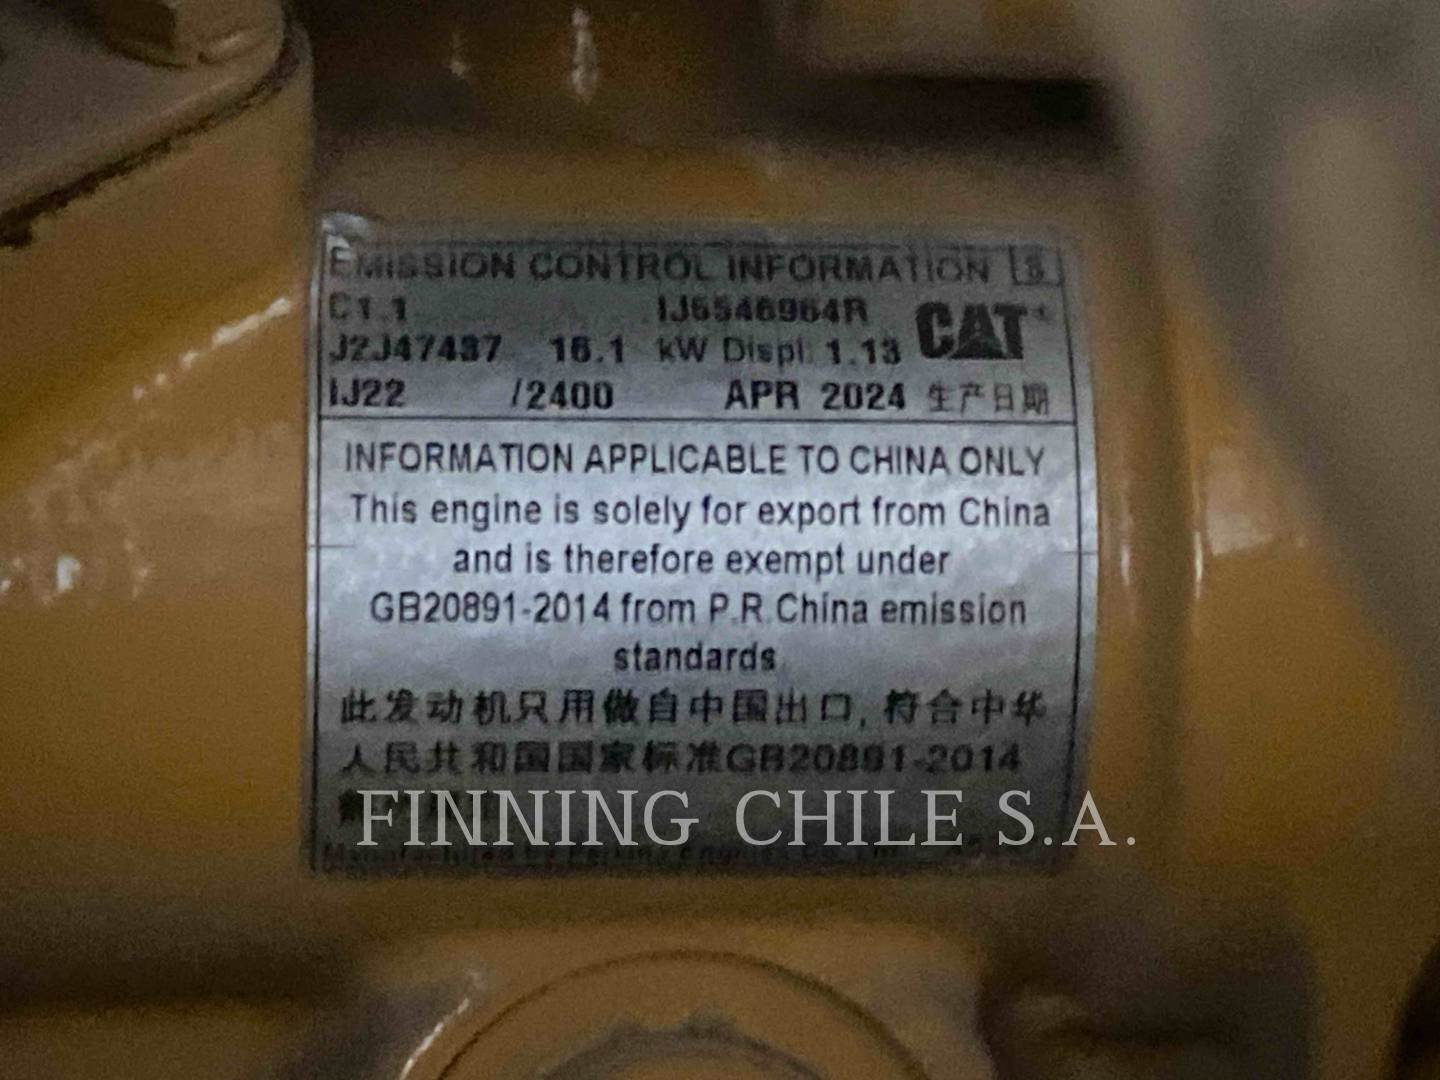 EMISSION CONTROL INFORMATION
C1.1 CAT
J2J47437 16.1 kW Displ: 1.13
IJ22 /2400 APR 2024 生产日期
INFORMATION APPLICABLE TO CHINA ONLY
This engine is solely for export from China
and is therefore exempt under
GB20891-2014 from P.R.China emission
standards
此发动机只用做自中国出口, 符合中华
人民共和国国家标准GB20891-2014
FINNING CHILE S.A.